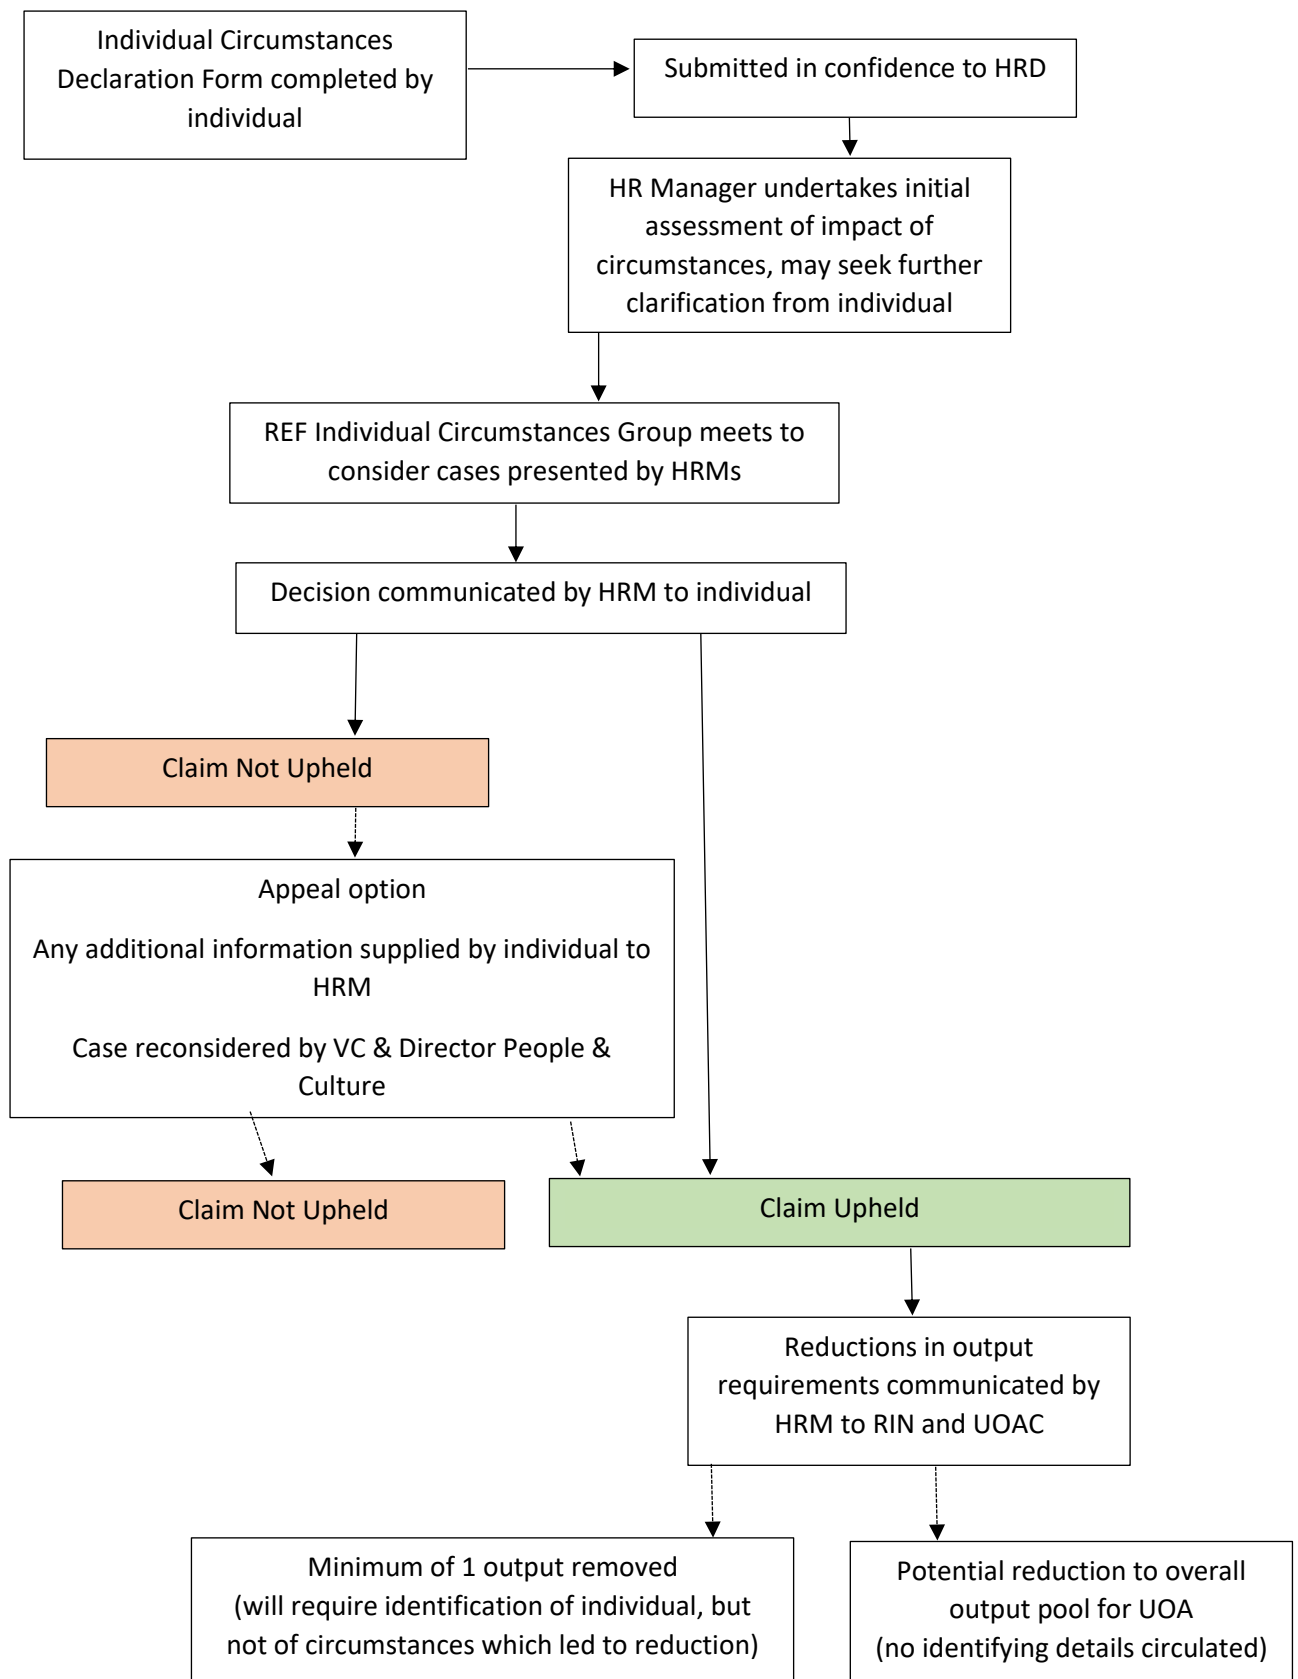 Individual Circumstances
Declaration Form completed by
individual
Submitted in confidence to HRD
HR Manager undertakes initial
assessment of impact of
circumstances, may seek further
clarification from individual
REF Individual Circumstances Group meets to
consider cases presented by HRMs
Decision communicated by HRM to individual
Claim Not Upheld
Appeal option
Any additional information supplied by individual to
HRM
Case reconsidered by VC & Director People &
Culture
Claim Not Upheld
Claim Upheld
Reductions in output
requirements communicated by
HRM to RIN and UOAC
Minimum of 1 output removed
(will require identification of individual, but
not of circumstances which led to reduction)
Potential reduction to overall
output pool for UOA
(no identifying details circulated)